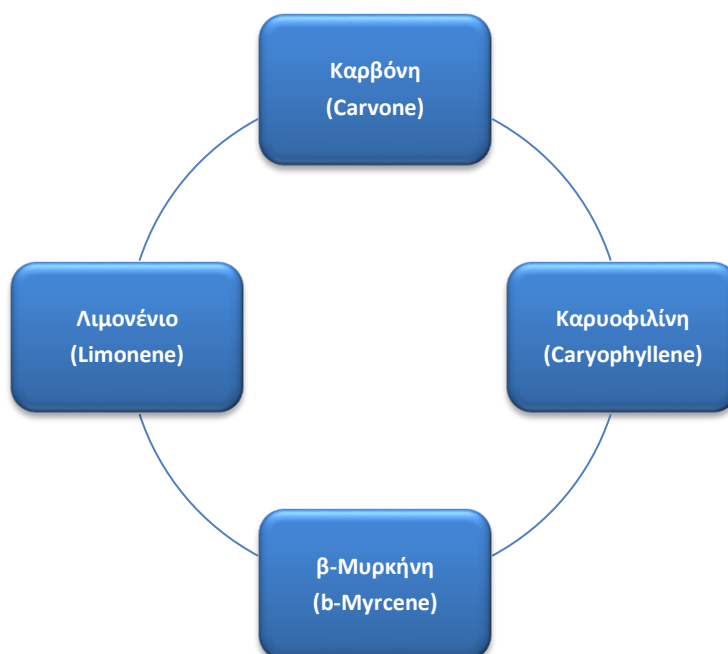 Καρβόνη
(Carvone)
Λιμονένιο
(Limonene)
Καρυοφιλίνη
(Caryophyllene)
β-Μυρκήνη
(b-Myrcene)